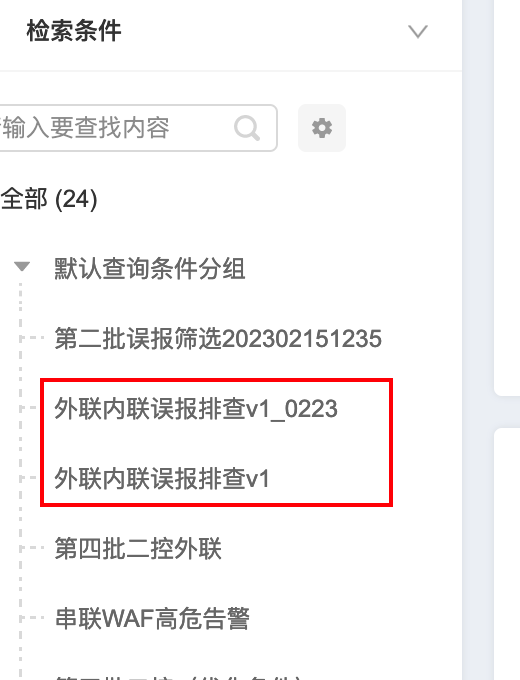 检索条件
输入要查找内容
全部 (24)
默认查询条件分组
第二批误报筛选202302151235
外联内联误报排查v1_0223
外联内联误报排查v1
第四批二控外联
串联WAF高危告警